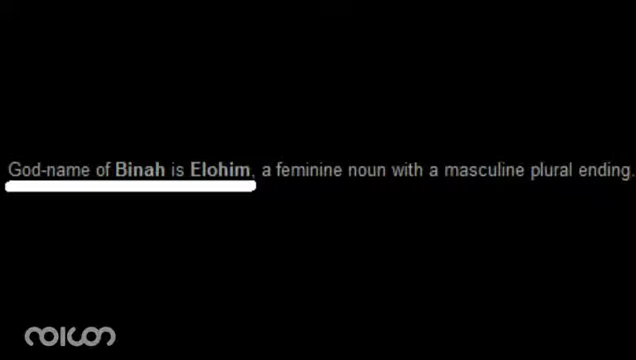 God-name of Binah is Elohim, a feminine noun with a masculine plural ending.